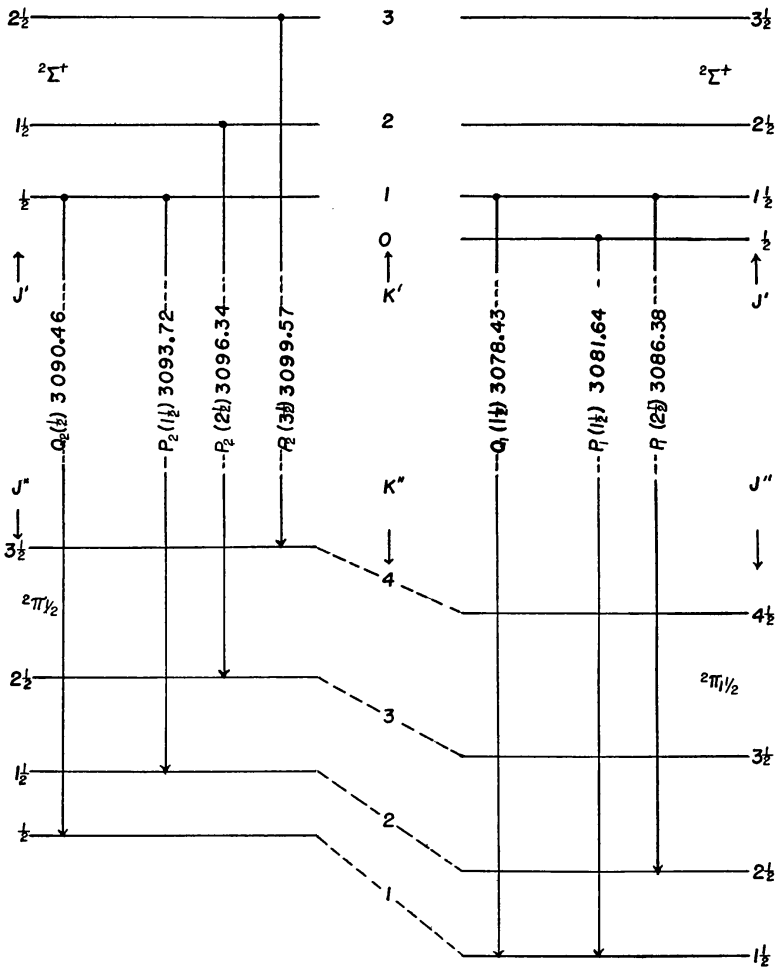 2½ 3 3½
²Σ⁺ ²Σ⁺
1½ 2 2½
½ 1 1½
0 ½
J′ K′ J′
Q₂(½) 3090.46
P₂(1½) 3093.72
P₂(2½) 3096.34
P₂(3½) 3099.57
Q₁(1½) 3078.43
P₁(1½) 3081.64
P₁(2½) 3086.38
J″ K″ J″
3½
4
²π½ 4½
2½ ²π1½
3
3½
1½
2
½ 2½
1
1½